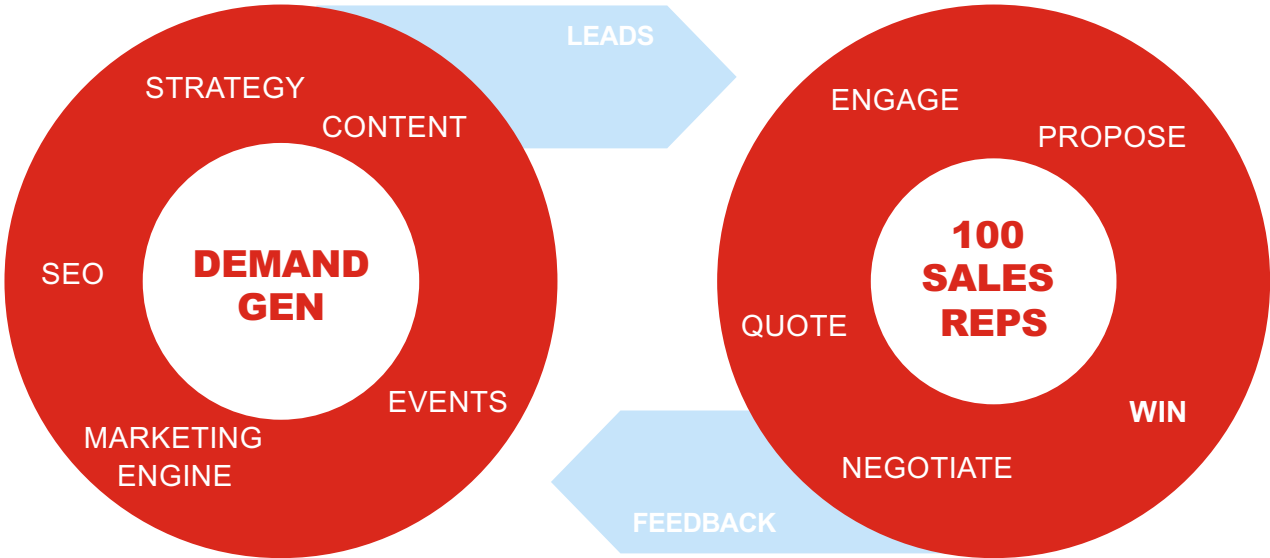 LEADS
STRATEGY
CONTENT
SEO
DEMAND
GEN
EVENTS
MARKETING
ENGINE
ENGAGE
PROPOSE
100
SALES
REPS
QUOTE
WIN
NEGOTIATE
FEEDBACK